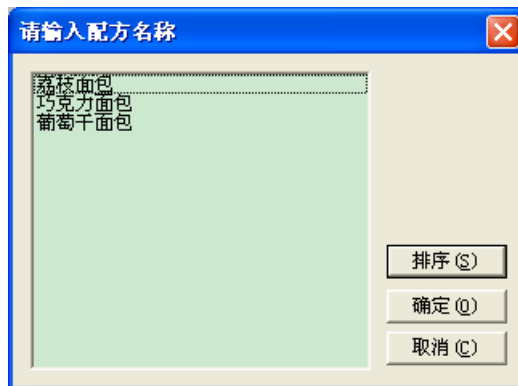 请输入配方名称
荔枝面包
巧克力面包
葡萄干面包
排序(S)
确定(O)
取消(C)